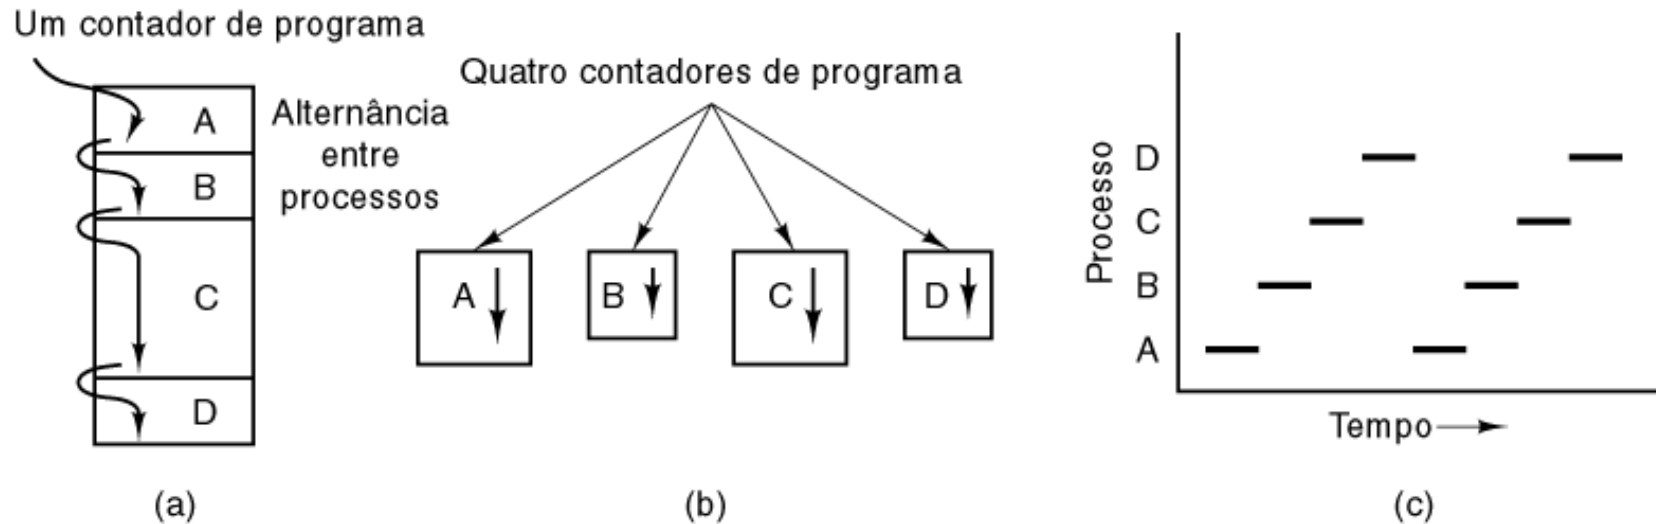 Um contador de programa
A
B
C
D
Alternância
entre
processos
(a)
Quatro contadores de programa
A
B
C
D
(b)
Processo
D
C
B
A
Tempo
(c)